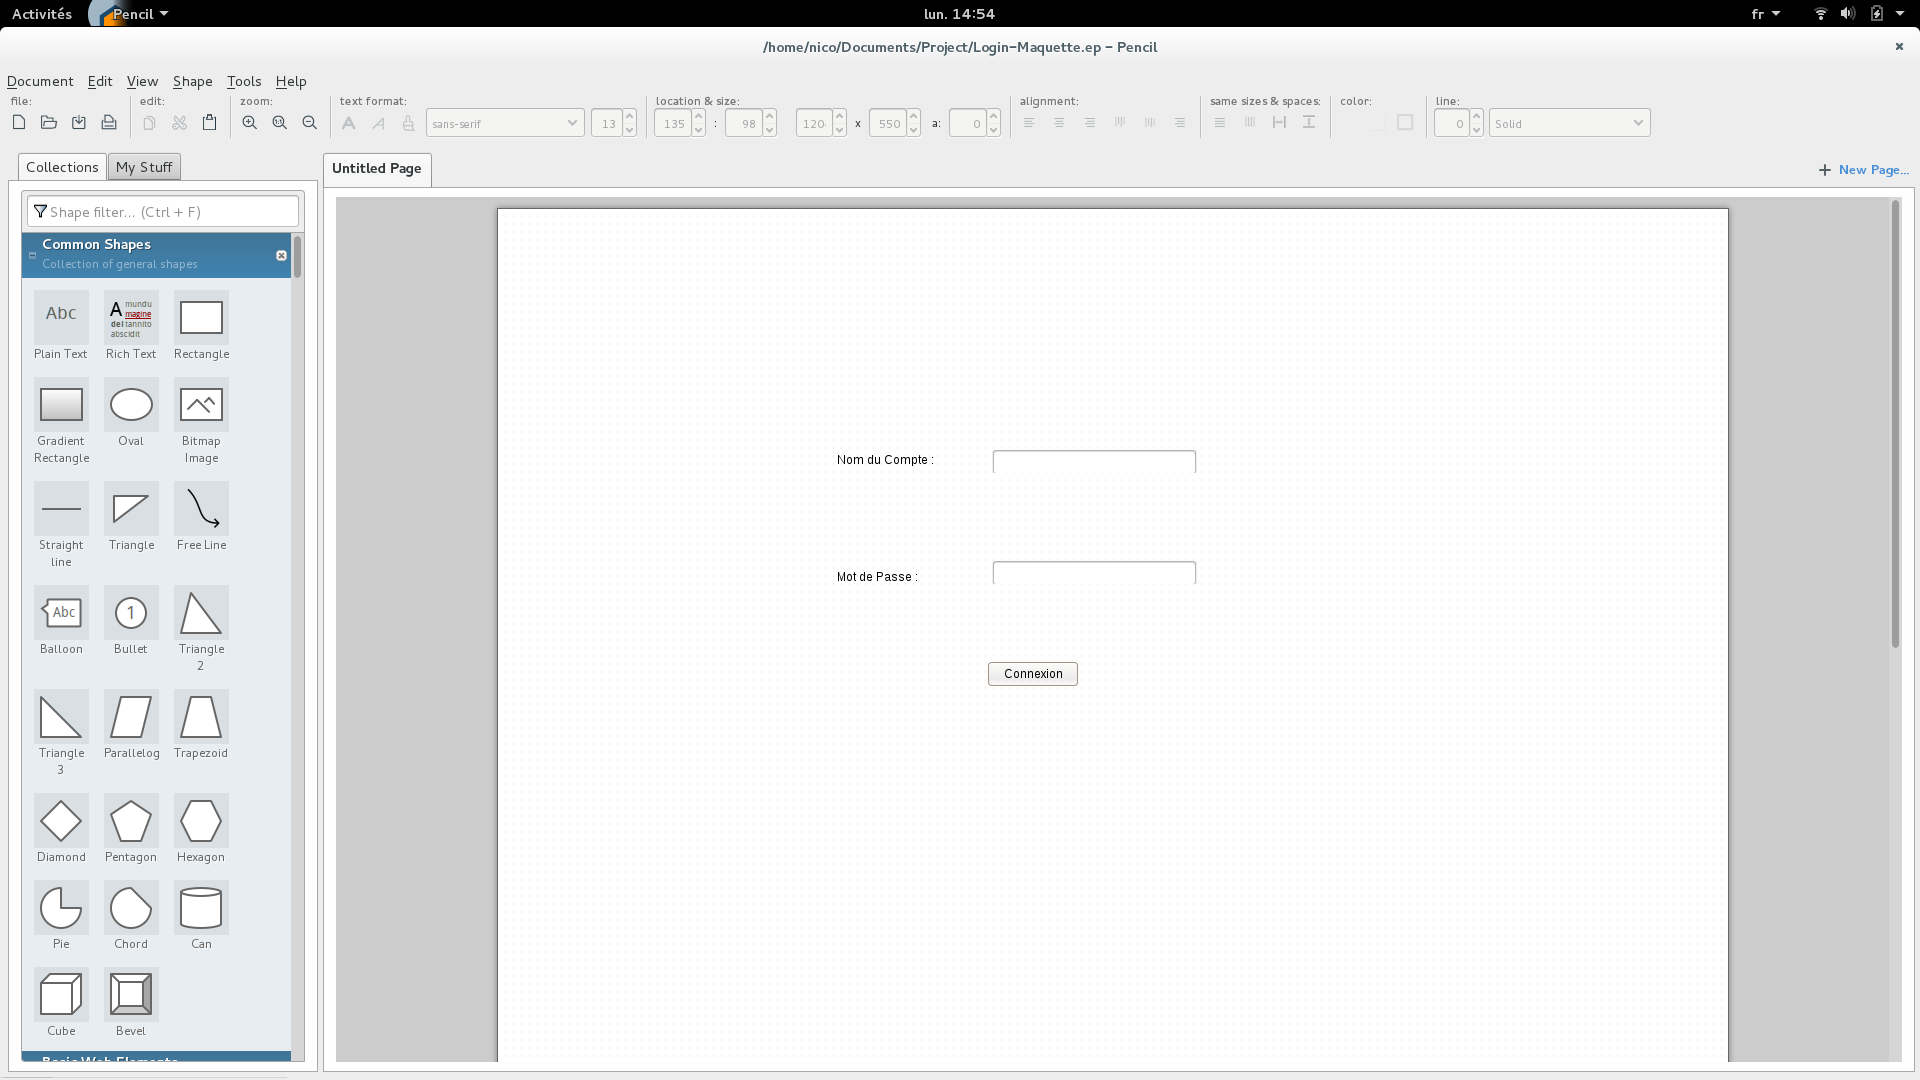 Activités Pencil lun. 14:54 fr
/home/nico/Documents/Project/Login-Maquette.ep - Pencil
Document Edit View Shape Tools Help
file: edit: zoom: text format: location & size: alignment: same sizes & spaces: color: line:
sans-serif 13 135 : 98 120 x 550 a: 0 0 Solid
Collections My Stuff
Untitled Page
New Page...
Shape filter... (Ctrl + F)
Common Shapes
Collection of general shapes
Abc A mundu
magine
del tannito
abscidit
Plain Text Rich Text Rectangle
Gradient Rectangle Oval Bitmap Image
Straight line Triangle Free Line
Abc 1
Balloon Bullet Triangle 2
Triangle 3 Parallelog Trapezoid
Diamond Pentagon Hexagon
Pie Chord Can
Cube Bevel
Basic Web Elements
Nom du Compte :
Mot de Passe :
Connexion